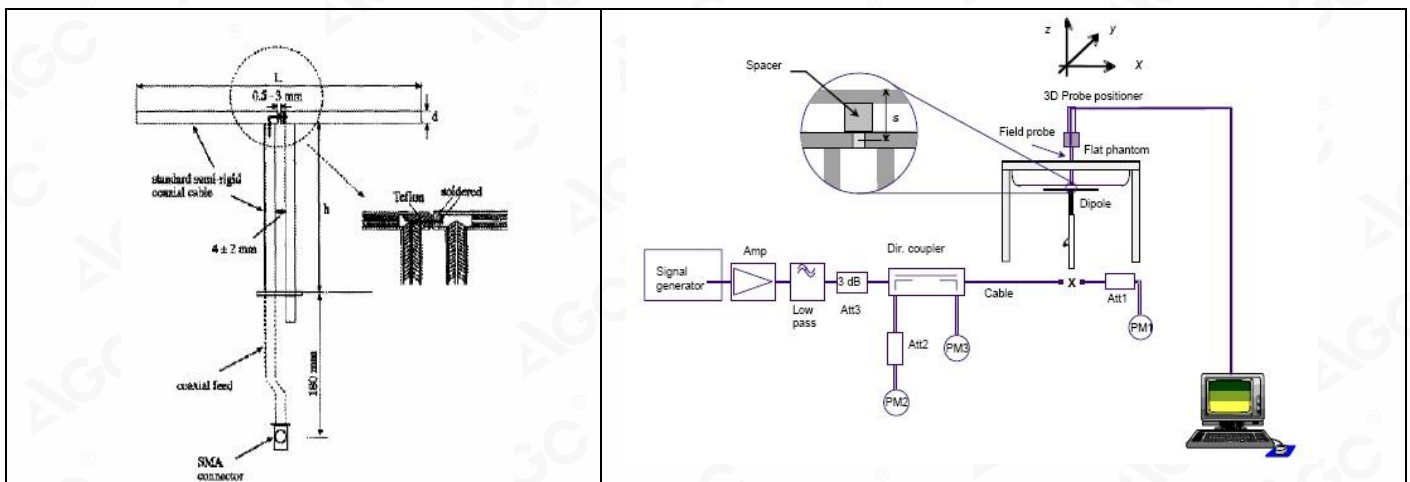 L
0.5-3 mm
d
standard semi-rigid
coaxial cable
h
Teflon
soldered
4 ± 2 mm
coaxial feed
180 mm
SMA
connector
z
y
x
Spacer
s
3D Probe positioner
Field probe
Flat phantom
Dipole
Signal
generator
Amp
Low
pass
3 dB
Att3
Dir. coupler
Cable
X
Att1
PM1
Att2
PM3
PM2
AGC
®